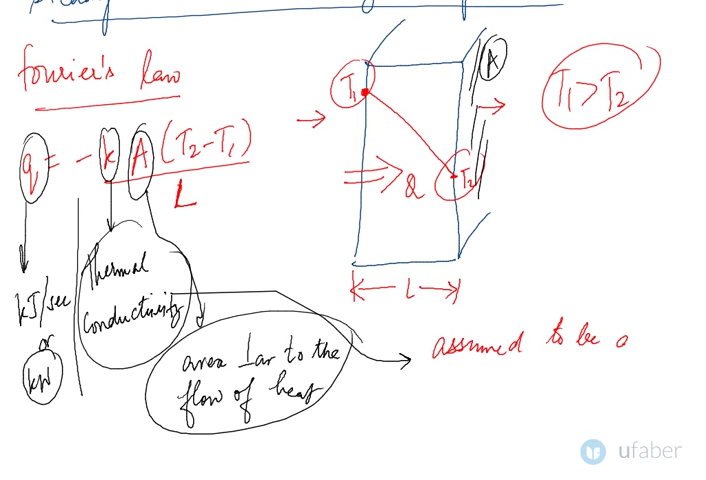 Fourier's law
q = - k A (T2 - T1)
L
kJ/sec
or
kW
Thermal
conductivity
area ⊥ar to the
flow of heat
T1
T2
A
Q
L
T1 > T2
assumed to be
ufaber